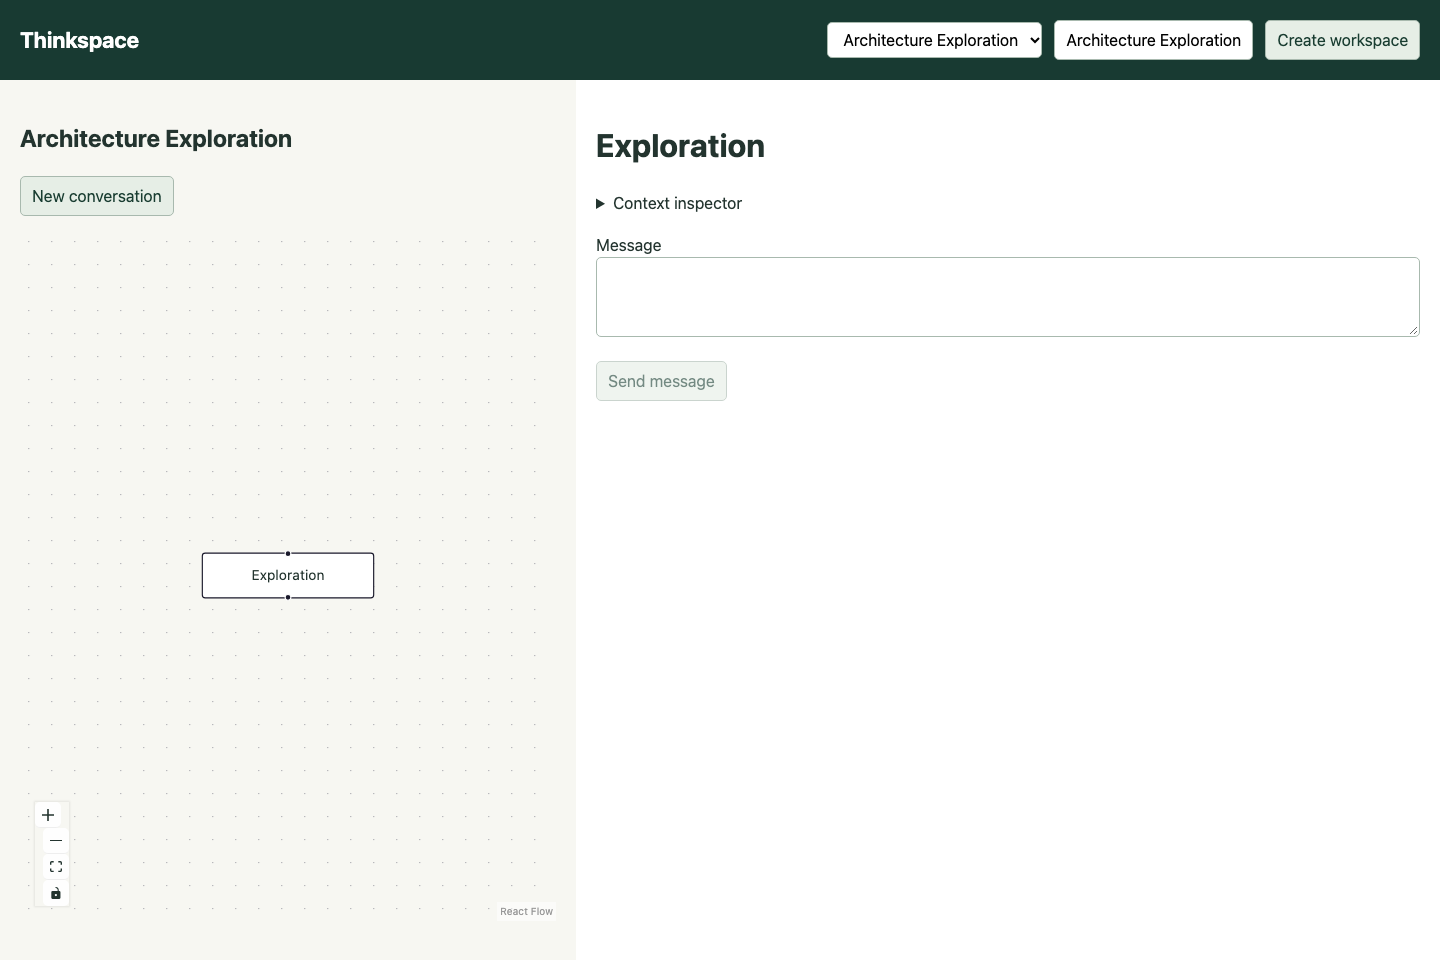 Thinkspace
Architecture Exploration
Architecture Exploration
Create workspace
Architecture Exploration
New conversation
Exploration
React Flow
Exploration
Context inspector
Message
Send message